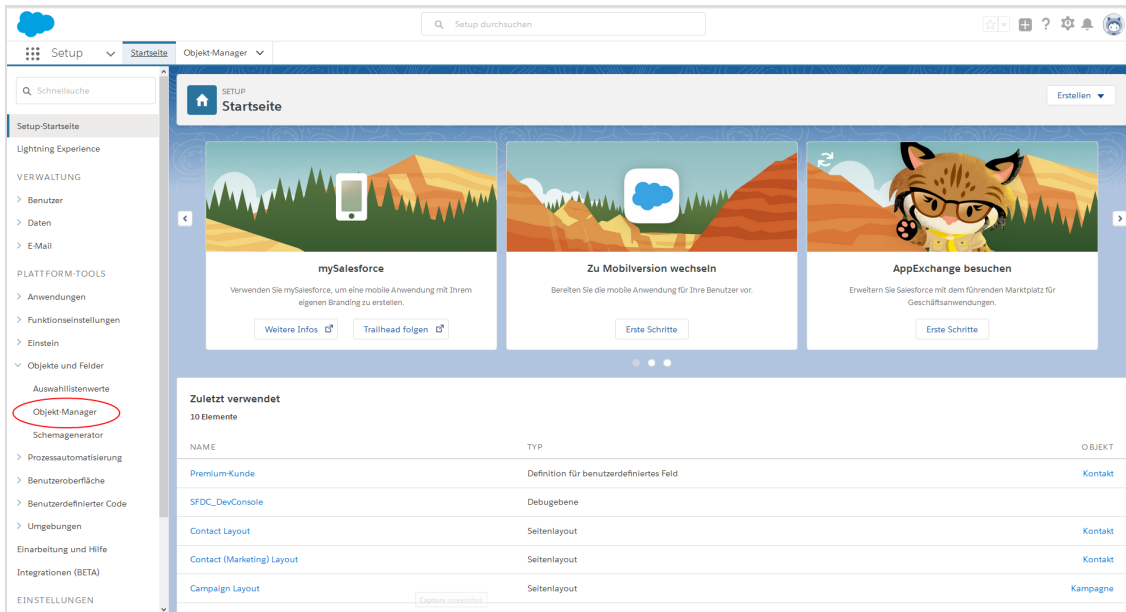 Setup durchsuchen
Setup
Startseite
Objekt-Manager
Schnellsuche
Setup-Startseite
Lightning Experience
VERWALTUNG
Benutzer
Daten
E-Mail
PLATTFORM-TOOLS
Anwendungen
Funktionseinstellungen
Einstein
Objekte und Felder
Auswahllistenwerte
Objekt-Manager
Schemagenerator
Prozessautomatisierung
Benutzeroberfläche
Benutzerdefinierter Code
Umgebungen
Einarbeitung und Hilfe
Integrationen (BETA)
EINSTELLUNGEN
SETUP
Startseite
Erstellen
mySalesforce
Verwenden Sie mySalesforce, um eine mobile Anwendung mit Ihrem
eigenen Branding zu erstellen.
Weitere Infos
Trailhead folgen
Zu Mobilversion wechseln
Bereiten Sie die mobile Anwendung für Ihre Benutzer vor.
Erste Schritte
AppExchange besuchen
Erweitern Sie Salesforce mit dem führenden Marktplatz für
Geschäftsanwendungen.
Erste Schritte
Zuletzt verwendet
10 Elemente
NAME TYP OBJEKT
Premium-Kunde Definition für benutzerdefiniertes Feld Kontakt
SFDC_DevConsole Debugebene
Contact Layout Seitenlayout Kontakt
Contact (Marketing) Layout Seitenlayout Kontakt
Campaign Layout Seitenlayout Kampagne
Capture screenshot